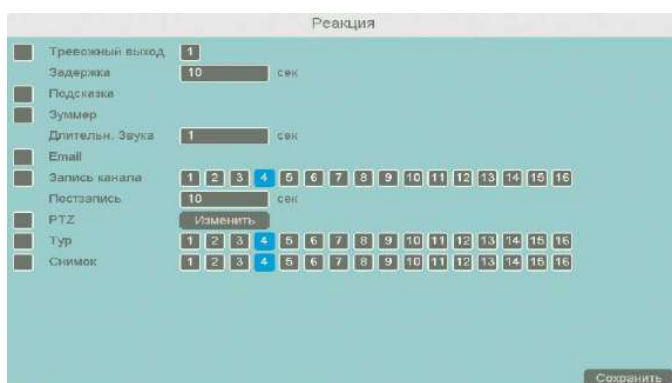 Реакция
Тревожный выход 1
Задержка 10 сек
Подсказка
Зуммер
Длительн. Звука 1 сек
Email
Запись канала 1 2 3 4 5 6 7 8 9 10 11 12 13 14 15 16
Постзапись 10 сек
PTZ Изменить
Тур 1 2 3 4 5 6 7 8 9 10 11 12 13 14 15 16
Снимок 1 2 3 4 5 6 7 8 9 10 11 12 13 14 15 16
Сохранить